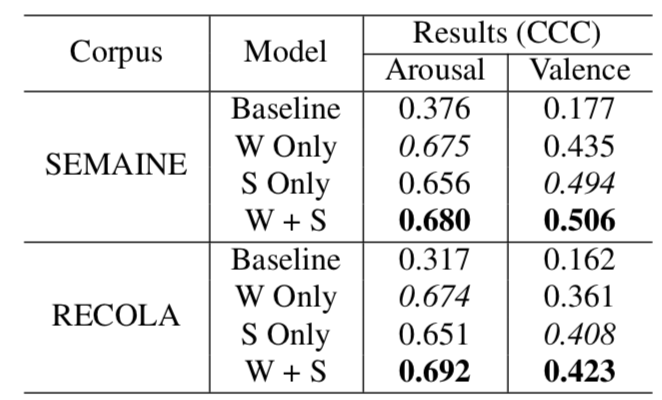 Corpus Model Results (CCC)
Arousal Valence
SEMAINE
Baseline 0.376 0.177
W Only 0.675 0.435
S Only 0.656 0.494
W + S 0.680 0.506
RECOLA
Baseline 0.317 0.162
W Only 0.674 0.361
S Only 0.651 0.408
W + S 0.692 0.423